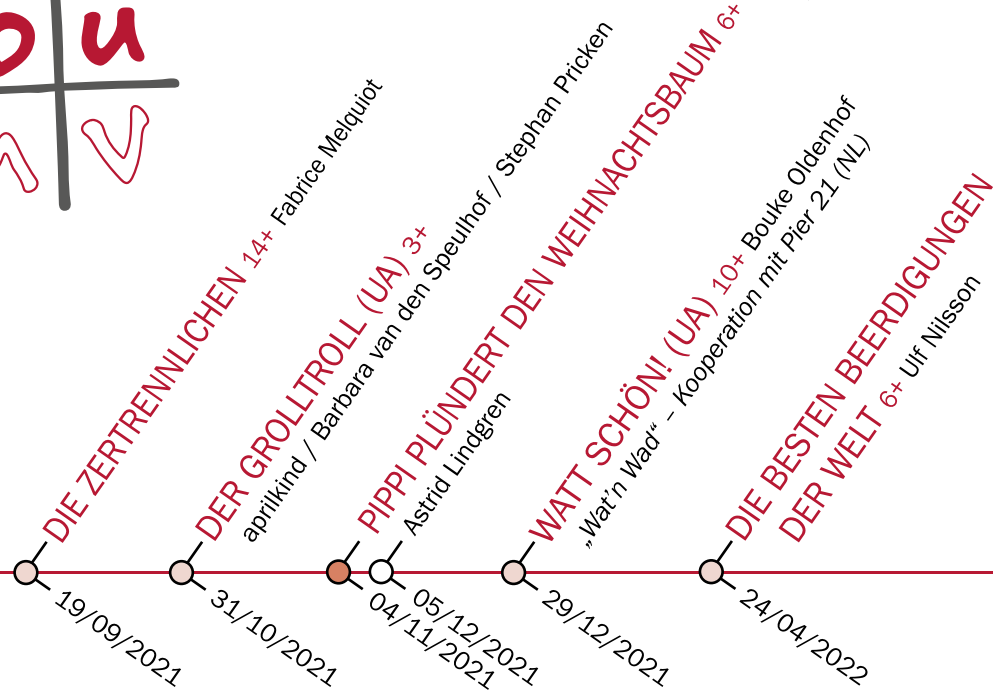 u
v
DIE ZERTRENNLICHEN 14+ Fabrice Melquiot
19/09/2021
DER GROLLTROLL (UA) 3+
aprilkind / Barbara van den Speulhof / Stephan Pricken
31/10/2021
PIPPI PLÜNDERT DEN WEIHNACHTSBAUM 6+
Astrid Lindgren
04/11/2021
05/12/2021
WATT SCHÖN! (UA) 10+ Bouke Oldenhof
„Wat’n Wad“ – Kooperation mit Pier 21 (NL)
29/12/2021
DIE BESTEN BEERDIGUNGEN
DER WELT 6+ Ulf Nilsson
24/04/2022